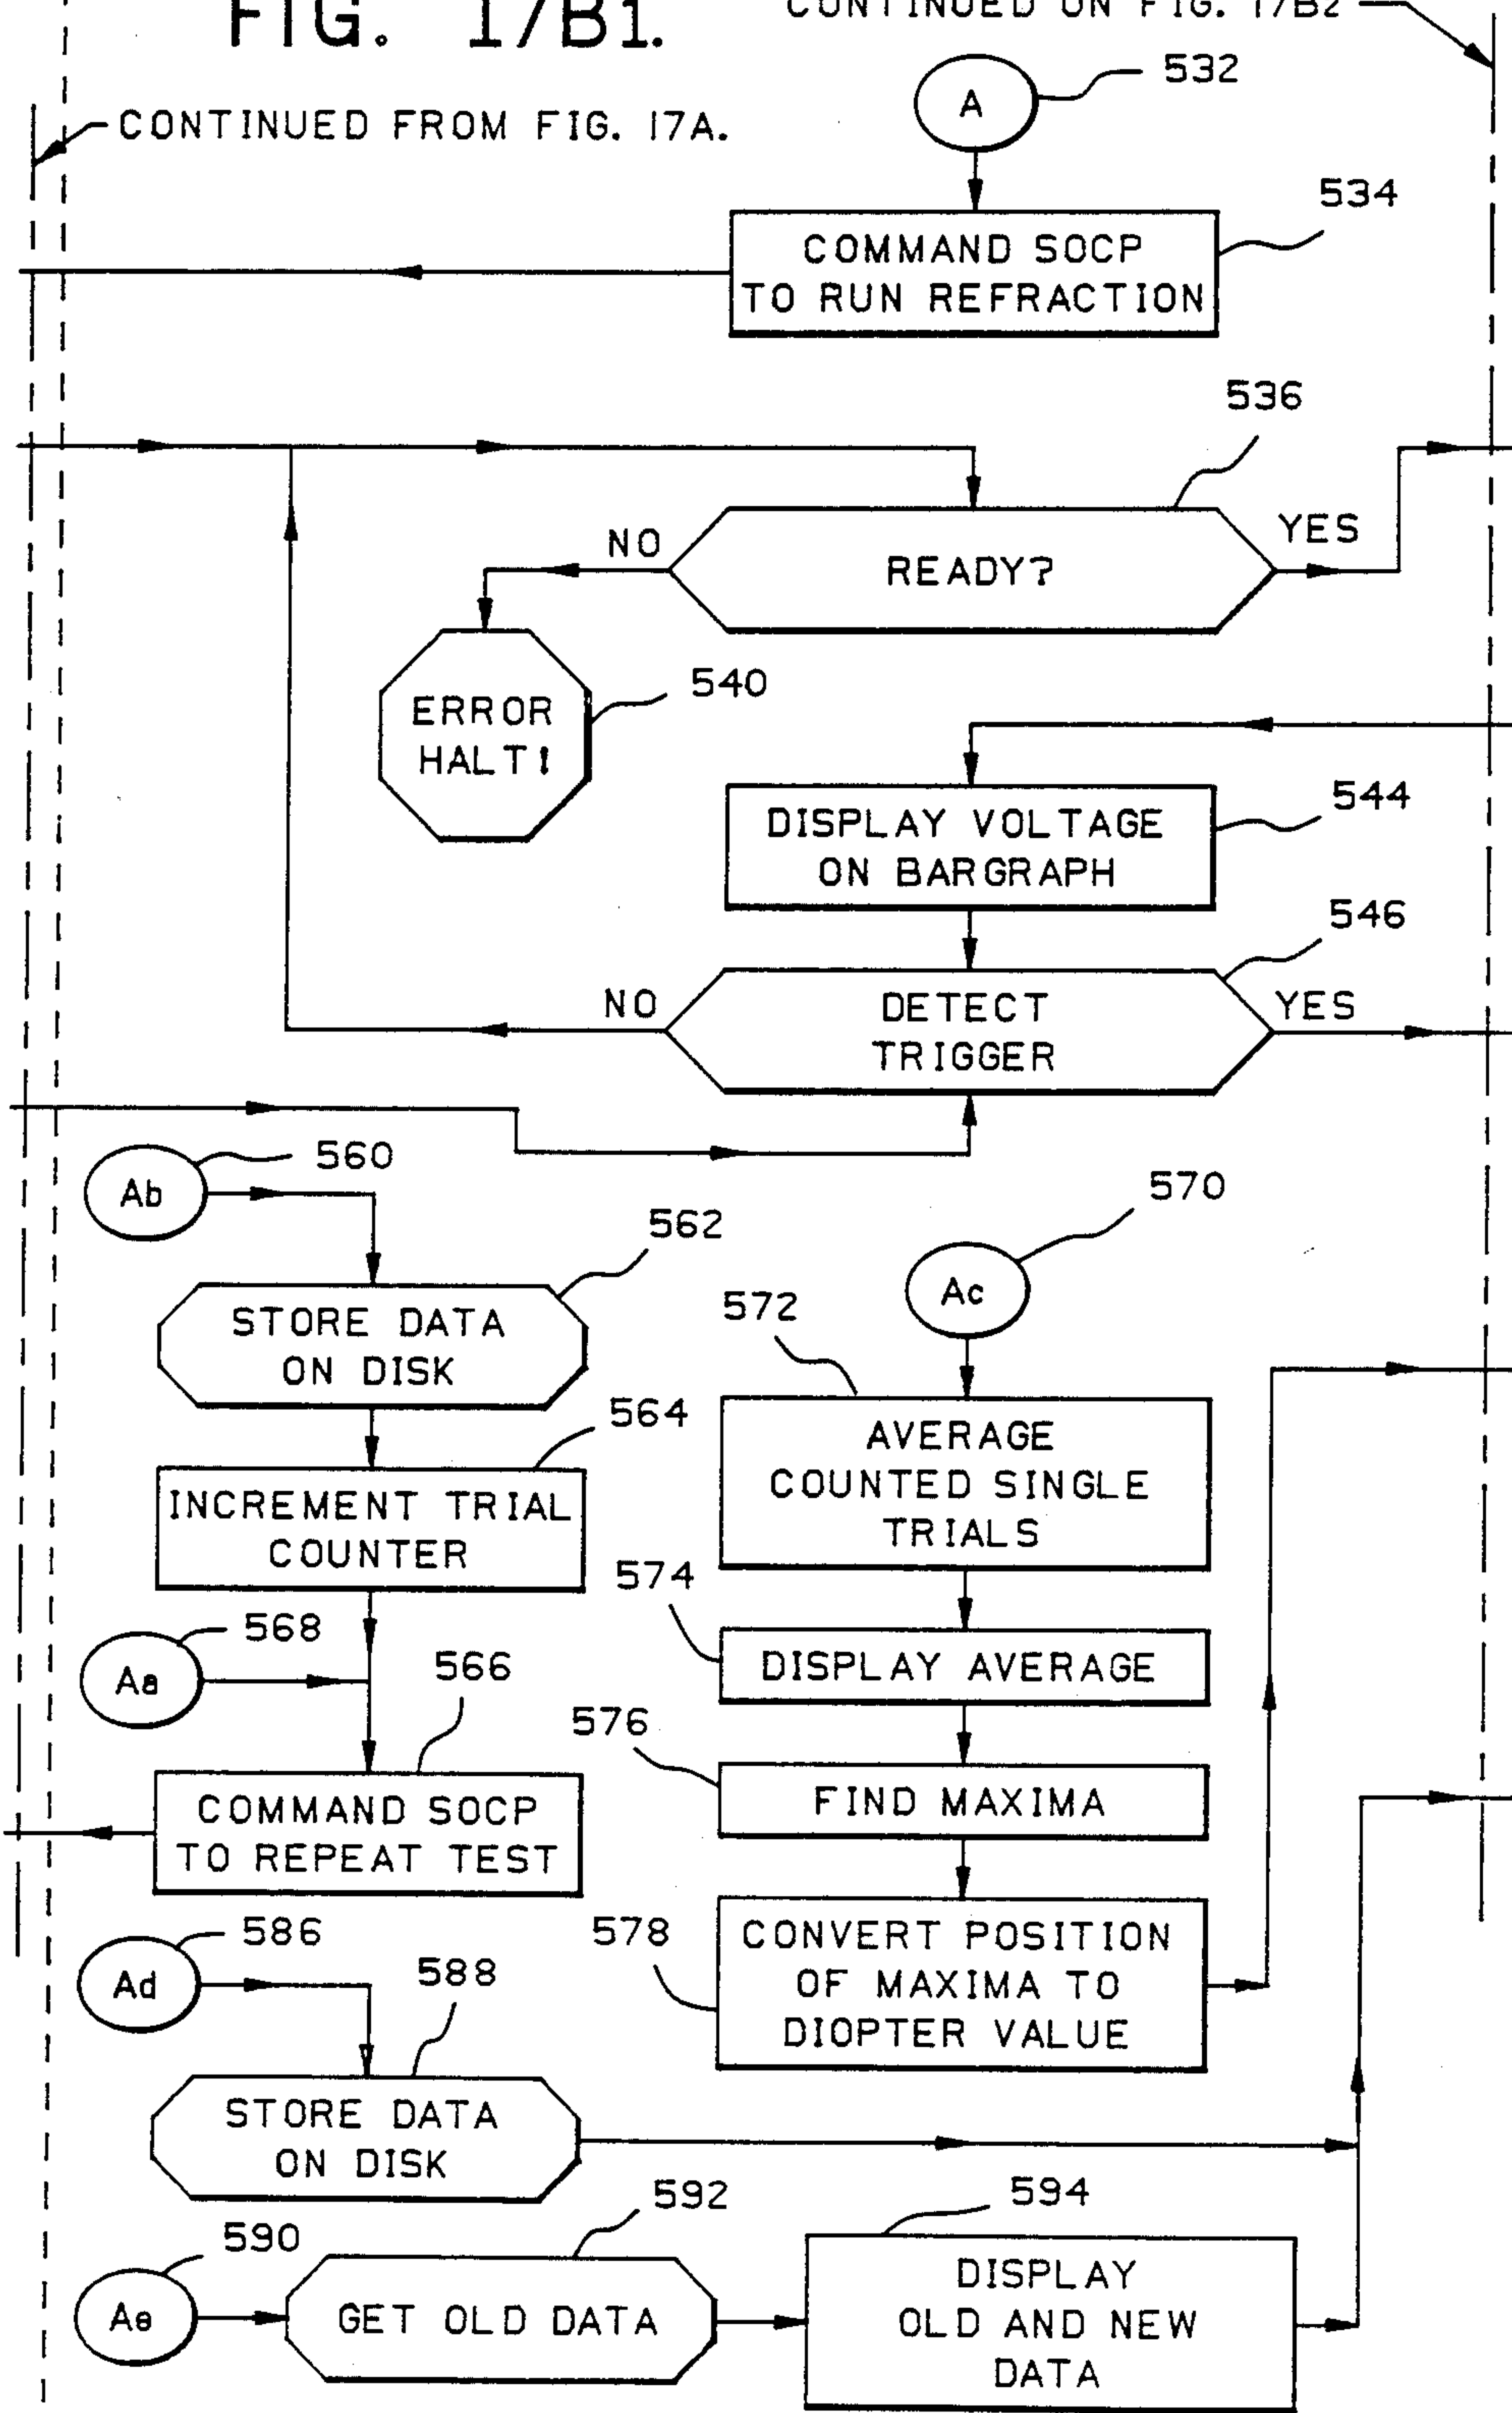 FIG. 17B1.
CONTINUED ON FIG. 17B2
CONTINUED FROM FIG. 17A.
A
532
534
COMMAND SOCP
TO RUN REFRACTION
536
NO
READY?
YES
ERROR
HALT!
540
544
DISPLAY VOLTAGE
ON BARGRAPH
546
NO
DETECT
TRIGGER
YES
Ab
560
562
STORE DATA
ON DISK
564
INCREMENT TRIAL
COUNTER
Aa
568
566
COMMAND SOCP
TO REPEAT TEST
570
Ac
572
AVERAGE
COUNTED SINGLE
TRIALS
574
DISPLAY AVERAGE
576
FIND MAXIMA
578
CONVERT POSITION
OF MAXIMA TO
DIOPTER VALUE
Ad
586
588
STORE DATA
ON DISK
Ae
590
592
GET OLD DATA
594
DISPLAY
OLD AND NEW
DATA